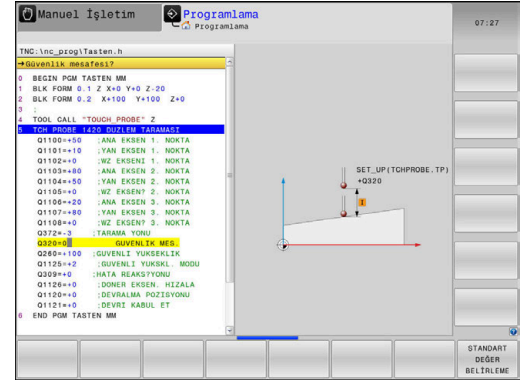 Manuel İşletim
Programlama
Programlama
07:27
TNC:\nc_prog\Tasten.h
→Güvenlik mesafesi?
0 BEGIN PGM TASTEN MM
1 BLK FORM 0.1 Z X+0 Y+0 Z-20
2 BLK FORM 0.2 X+100 Y+100 Z+0
3 ;
4 TOOL CALL "TOUCH_PROBE" Z
5 TCH PROBE 1420 DUZLEM TARAMASI
Q1100=+50 ;ANA EKSEN 1. NOKTA
Q1101=+10 ;YAN EKSEN 1. NOKTA
Q1102=+0 ;WZ EKSENI 1. NOKTA
Q1103=+80 ;ANA EKSEN 2. NOKTA
Q1104=+50 ;YAN EKSEN 2. NOKTA
Q1105=+0 ;WZ EKSEN? 2. NOKTA
Q1106=+20 ;ANA EKSEN 3. NOKTA
Q1107=+80 ;YAN EKSEN 3. NOKTA
Q1108=+0 ;WZ EKSEN? 3. NOKTA
Q372=-3 ;TARAMA YONU
Q320=0 GUVENLIK MES.
Q260=+100 ;GUVENLI YUKSEKLIK
Q1125=+2 ;GUVENLI YUKSKL. MODU
Q309=+0 ;HATA REAKS?YONU
Q1126=+0 ;DONER EKSEN. HIZALA
Q1120=+0 ;DEVRALMA POZISYONU
Q1121=+0 ;DEVRI KABUL ET
6 END PGM TASTEN MM
SET_UP(TCHPROBE.TP)
+Q320
I
STANDART
DEĞER
BELİRLEME